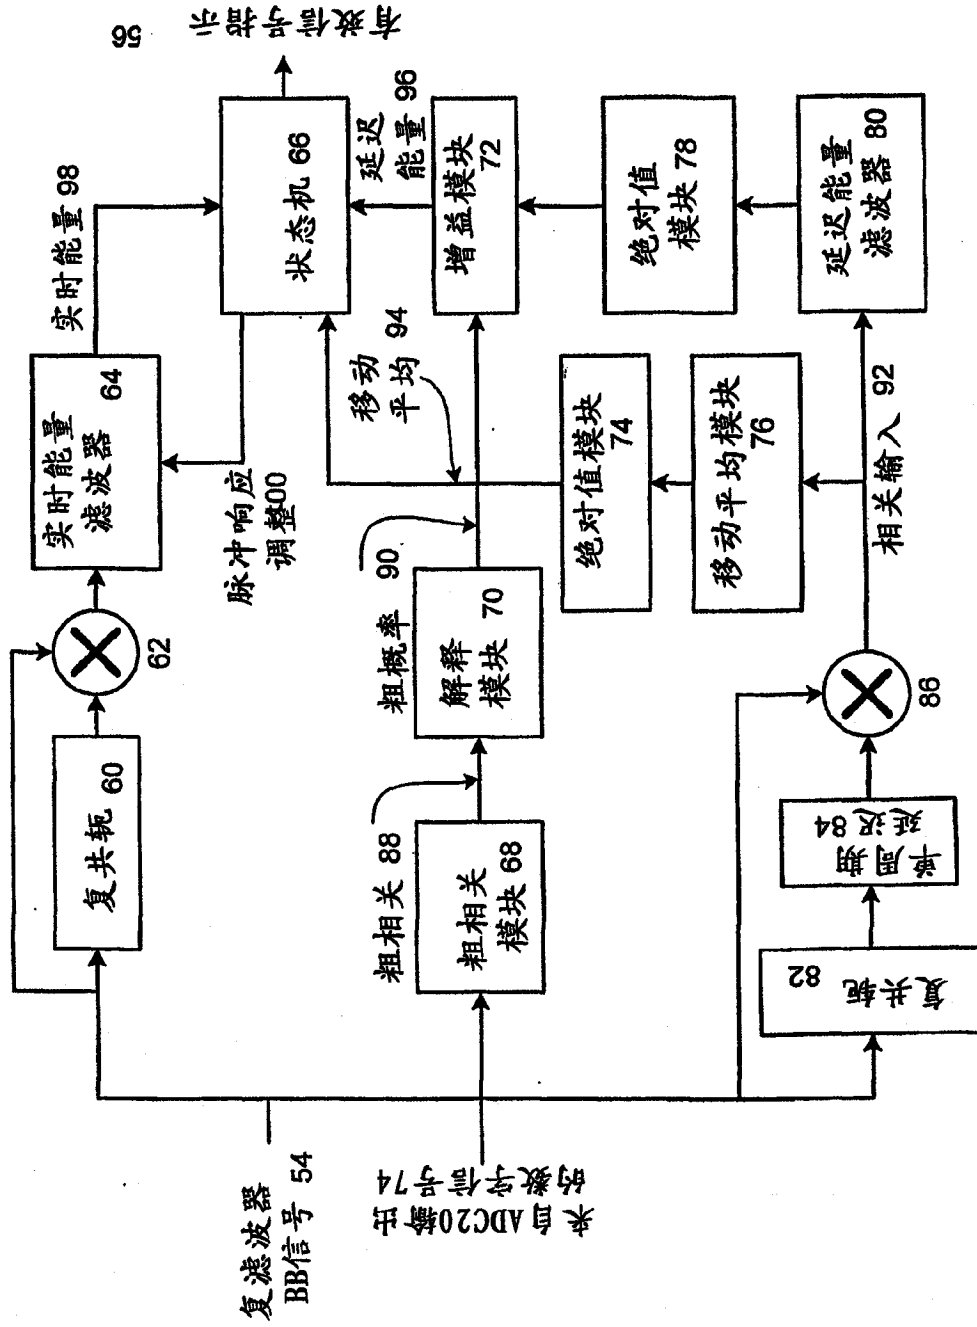 复滤波器
BB信号 54
来自ADC20输出
的数字信号74
复共轭 60
62
实时能量
滤波器 64
实时能量 98
脉冲响应
调整00
状态机 66
有效信号指示
56
粗相关 88
粗相关
模块 68
粗概率 90
解释
模块 70
移动
平均 94
增益模块
72
延迟
能量 96
绝对值模块
74
移动平均模块
76
绝对值
模块 78
复共轭
82
单周期
延迟84
86
相关输入 92
延迟能量
滤波器 80